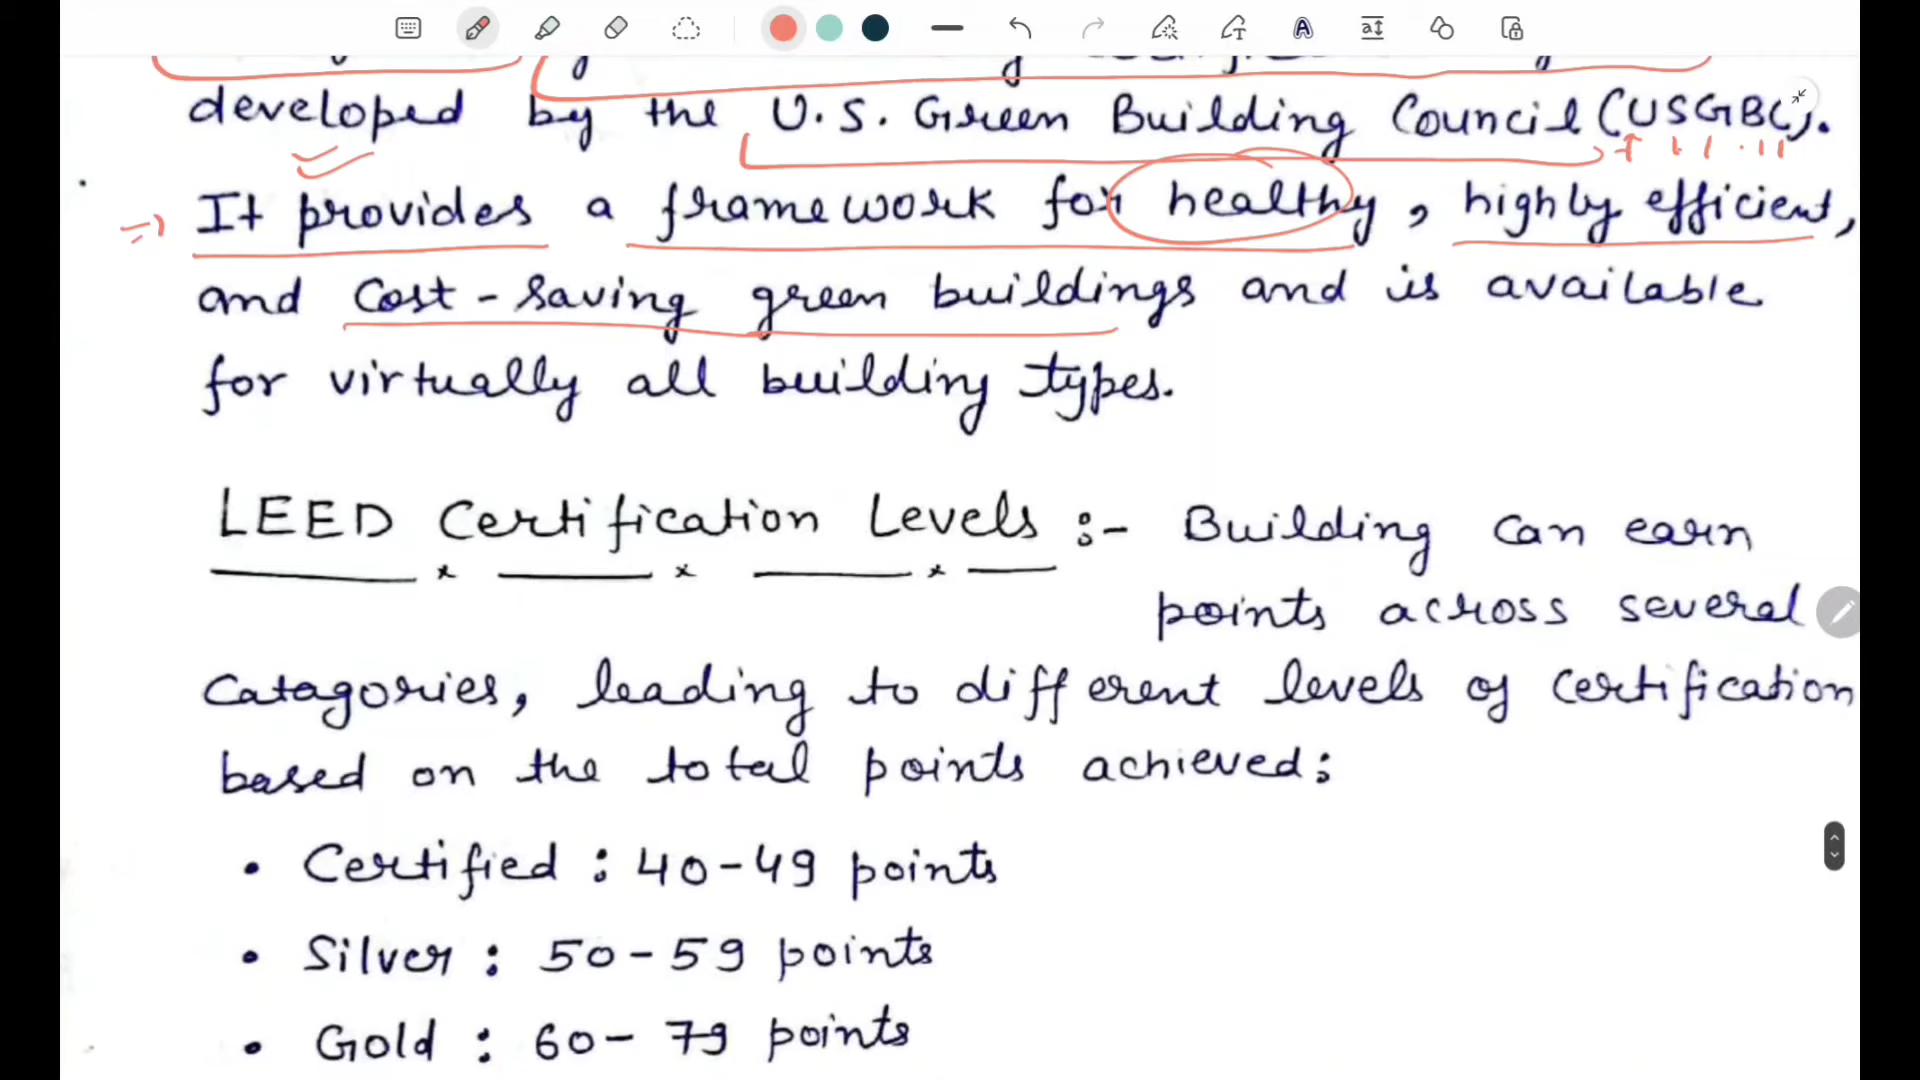 developed by the U.S. Green Building Council (USGBC).
It provides a framework for healthy, highly efficient,
and Cost-Saving green buildings and is available
for virtually all building types.
LEED Certification Levels :- Building can earn
points across several
Catagories, leading to different levels of certification
based on the total points achieved:
• Certified : 40-49 points
• Silver : 50-59 points
• Gold : 60-79 points